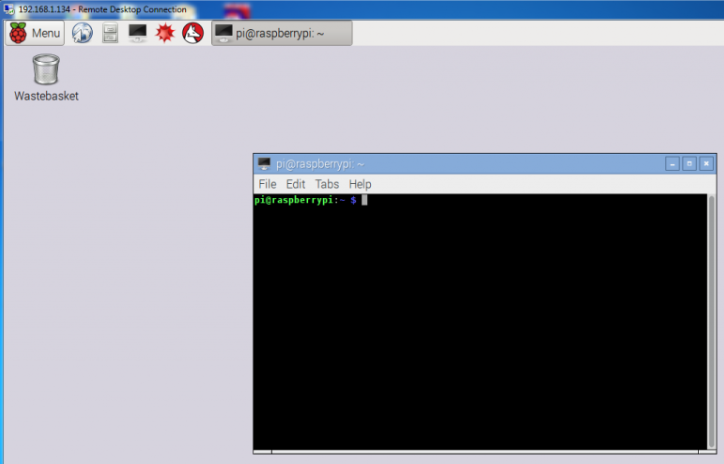 192.168.1.134 - Remote Desktop Connection
Menu
pi@raspberrypi: ~
Wastebasket
pi@raspberrypi: ~
File Edit Tabs Help
pi@raspberrypi:~ $